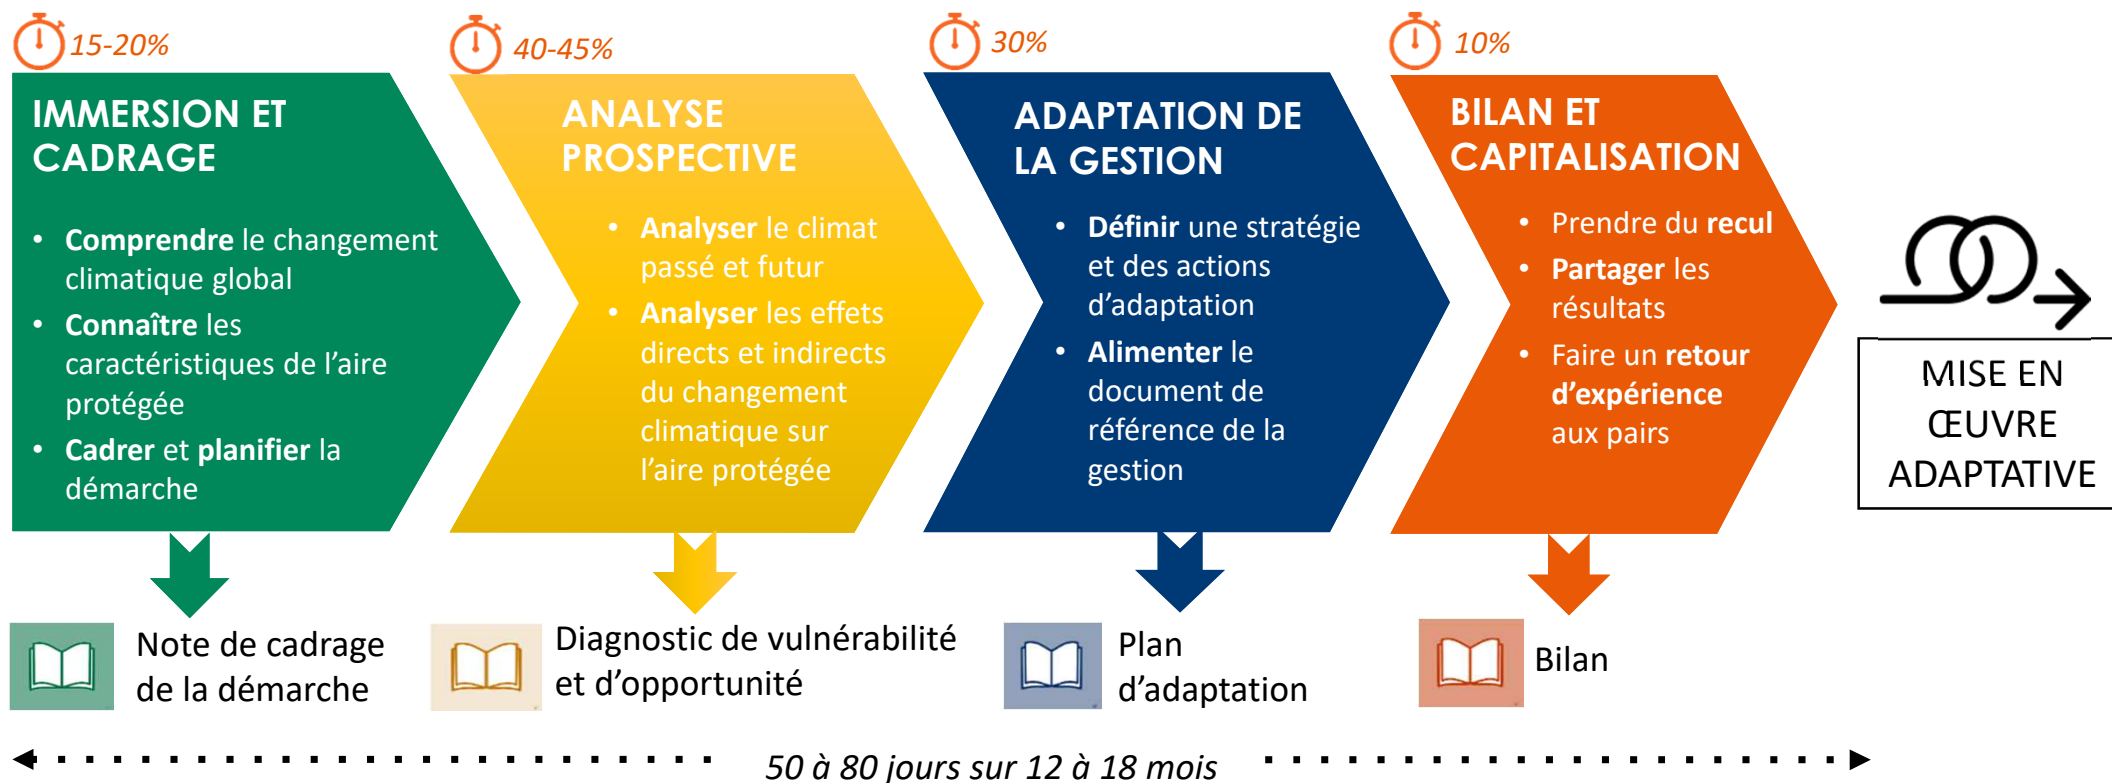 15-20%
IMMERSION ET
CADRAGE
• Comprendre le changement
climatique global
• Connaître les
caractéristiques de l’aire
protégée
• Cadrer et planifier la
démarche
Note de cadrage
de la démarche
40-45%
ANALYSE
PROSPECTIVE
• Analyser le climat
passé et futur
• Analyser les effets
directs et indirects
du changement
climatique sur
l’aire protégée
Diagnostic de vulnérabilité
et d’opportunité
30%
ADAPTATION DE
LA GESTION
• Définir une stratégie
et des actions
d’adaptation
• Alimenter le
document de
référence de la
gestion
Plan
d’adaptation
10%
BILAN ET
CAPITALISATION
• Prendre du recul
• Partager les
résultats
• Faire un retour
d’expérience
aux pairs
Bilan
MISE EN
ŒUVRE
ADAPTATIVE
50 à 80 jours sur 12 à 18 mois